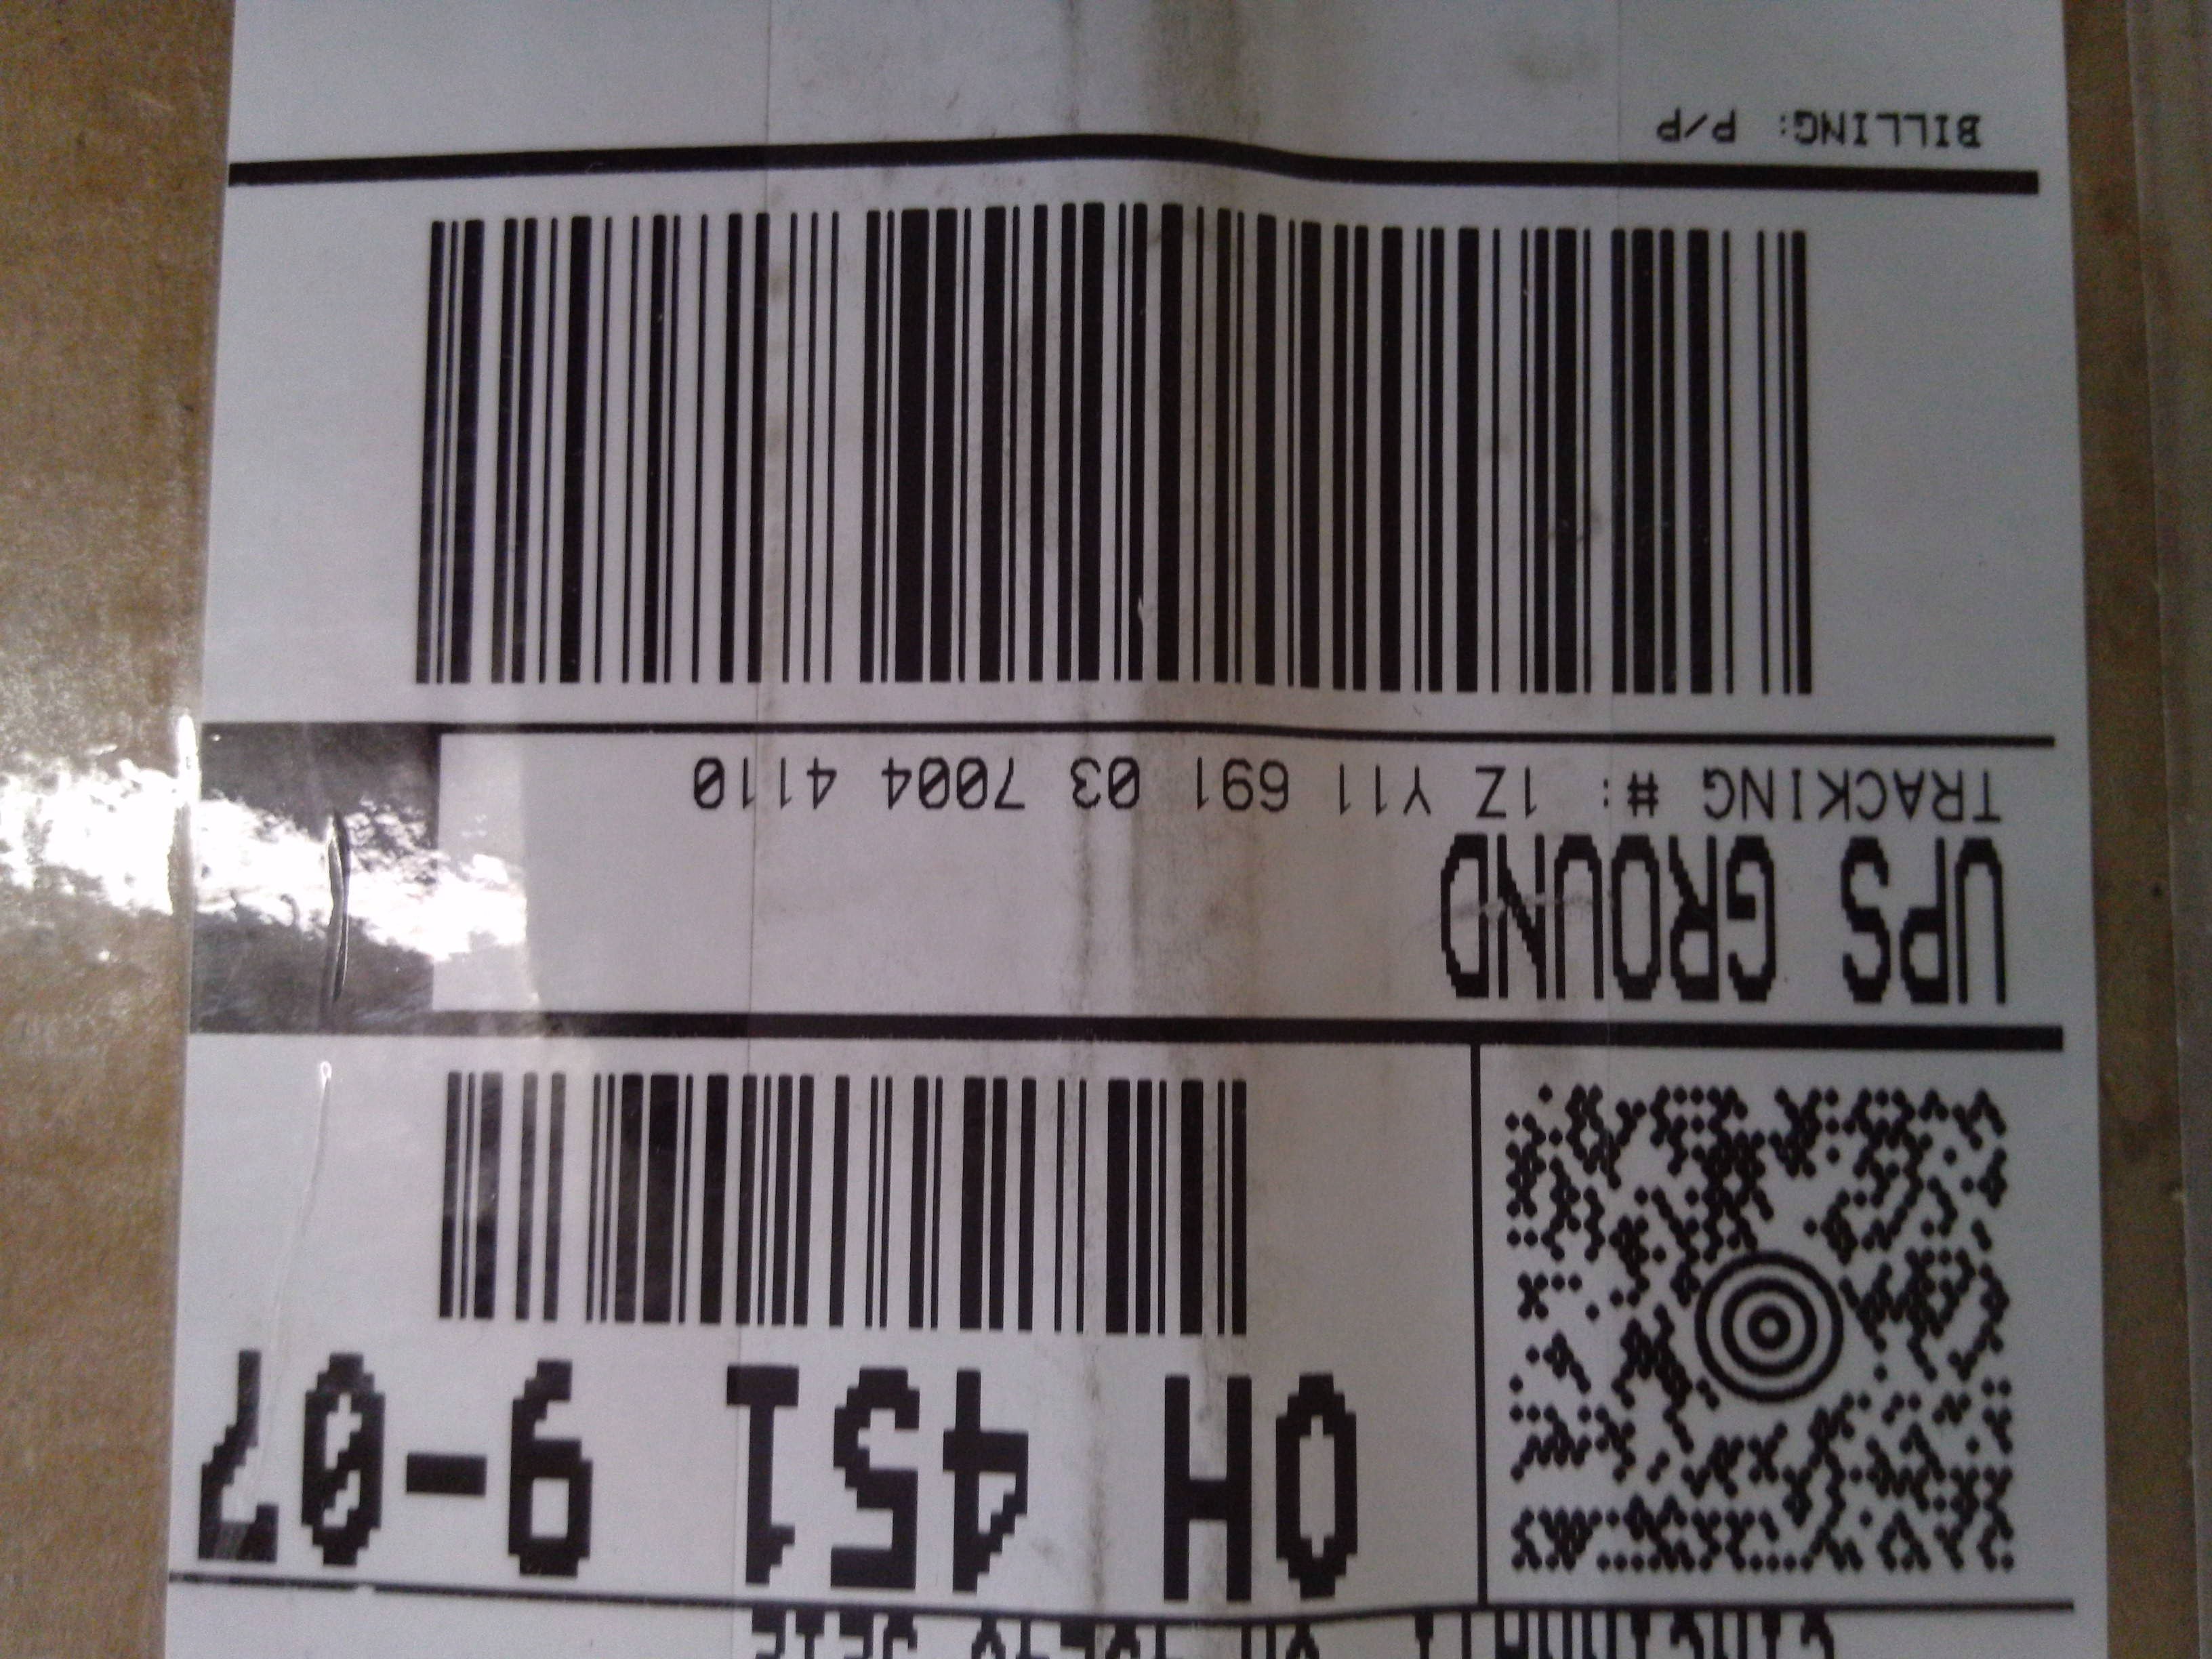 OH 451 9-07
UPS GROUND
TRACKING #: 1Z Y11 691 03 7004 4110
BILLING: P/P